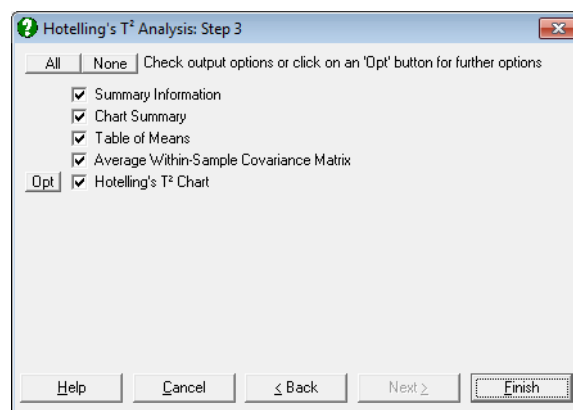 Hotelling's T² Analysis: Step 3
All None Check output options or click on an 'Opt' button for further options
Summary Information
Chart Summary
Table of Means
Average Within-Sample Covariance Matrix
Opt Hotelling's T² Chart
Help Cancel < Back Next > Finish